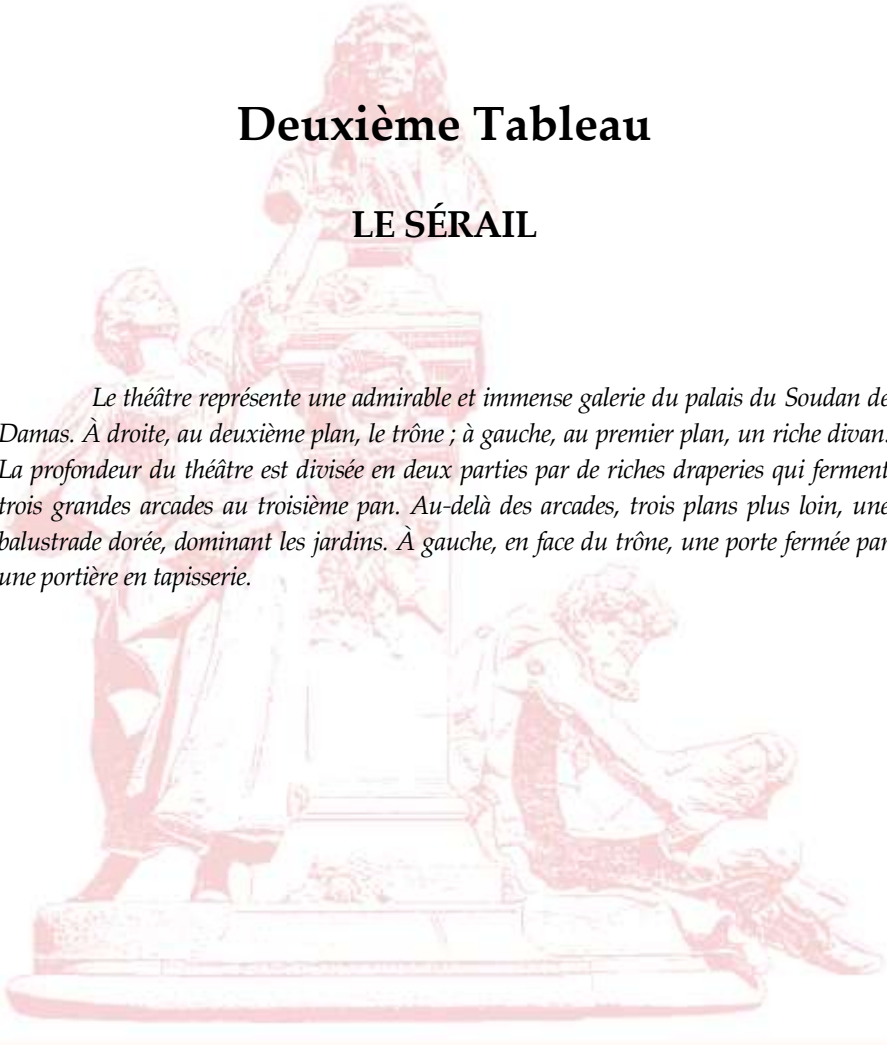 Deuxième Tableau
LE SÉRAIL
Le théâtre représente une admirable et immense galerie du palais du Soudan de
Damas. À droite, au deuxième plan, le trône ; à gauche, au premier plan, un riche divan.
La profondeur du théâtre est divisée en deux parties par de riches draperies qui ferment
trois grandes arcades au troisième pan. Au-delà des arcades, trois plans plus loin, une
balustrade dorée, dominant les jardins. À gauche, en face du trône, une porte fermée par
une portière en tapisserie.